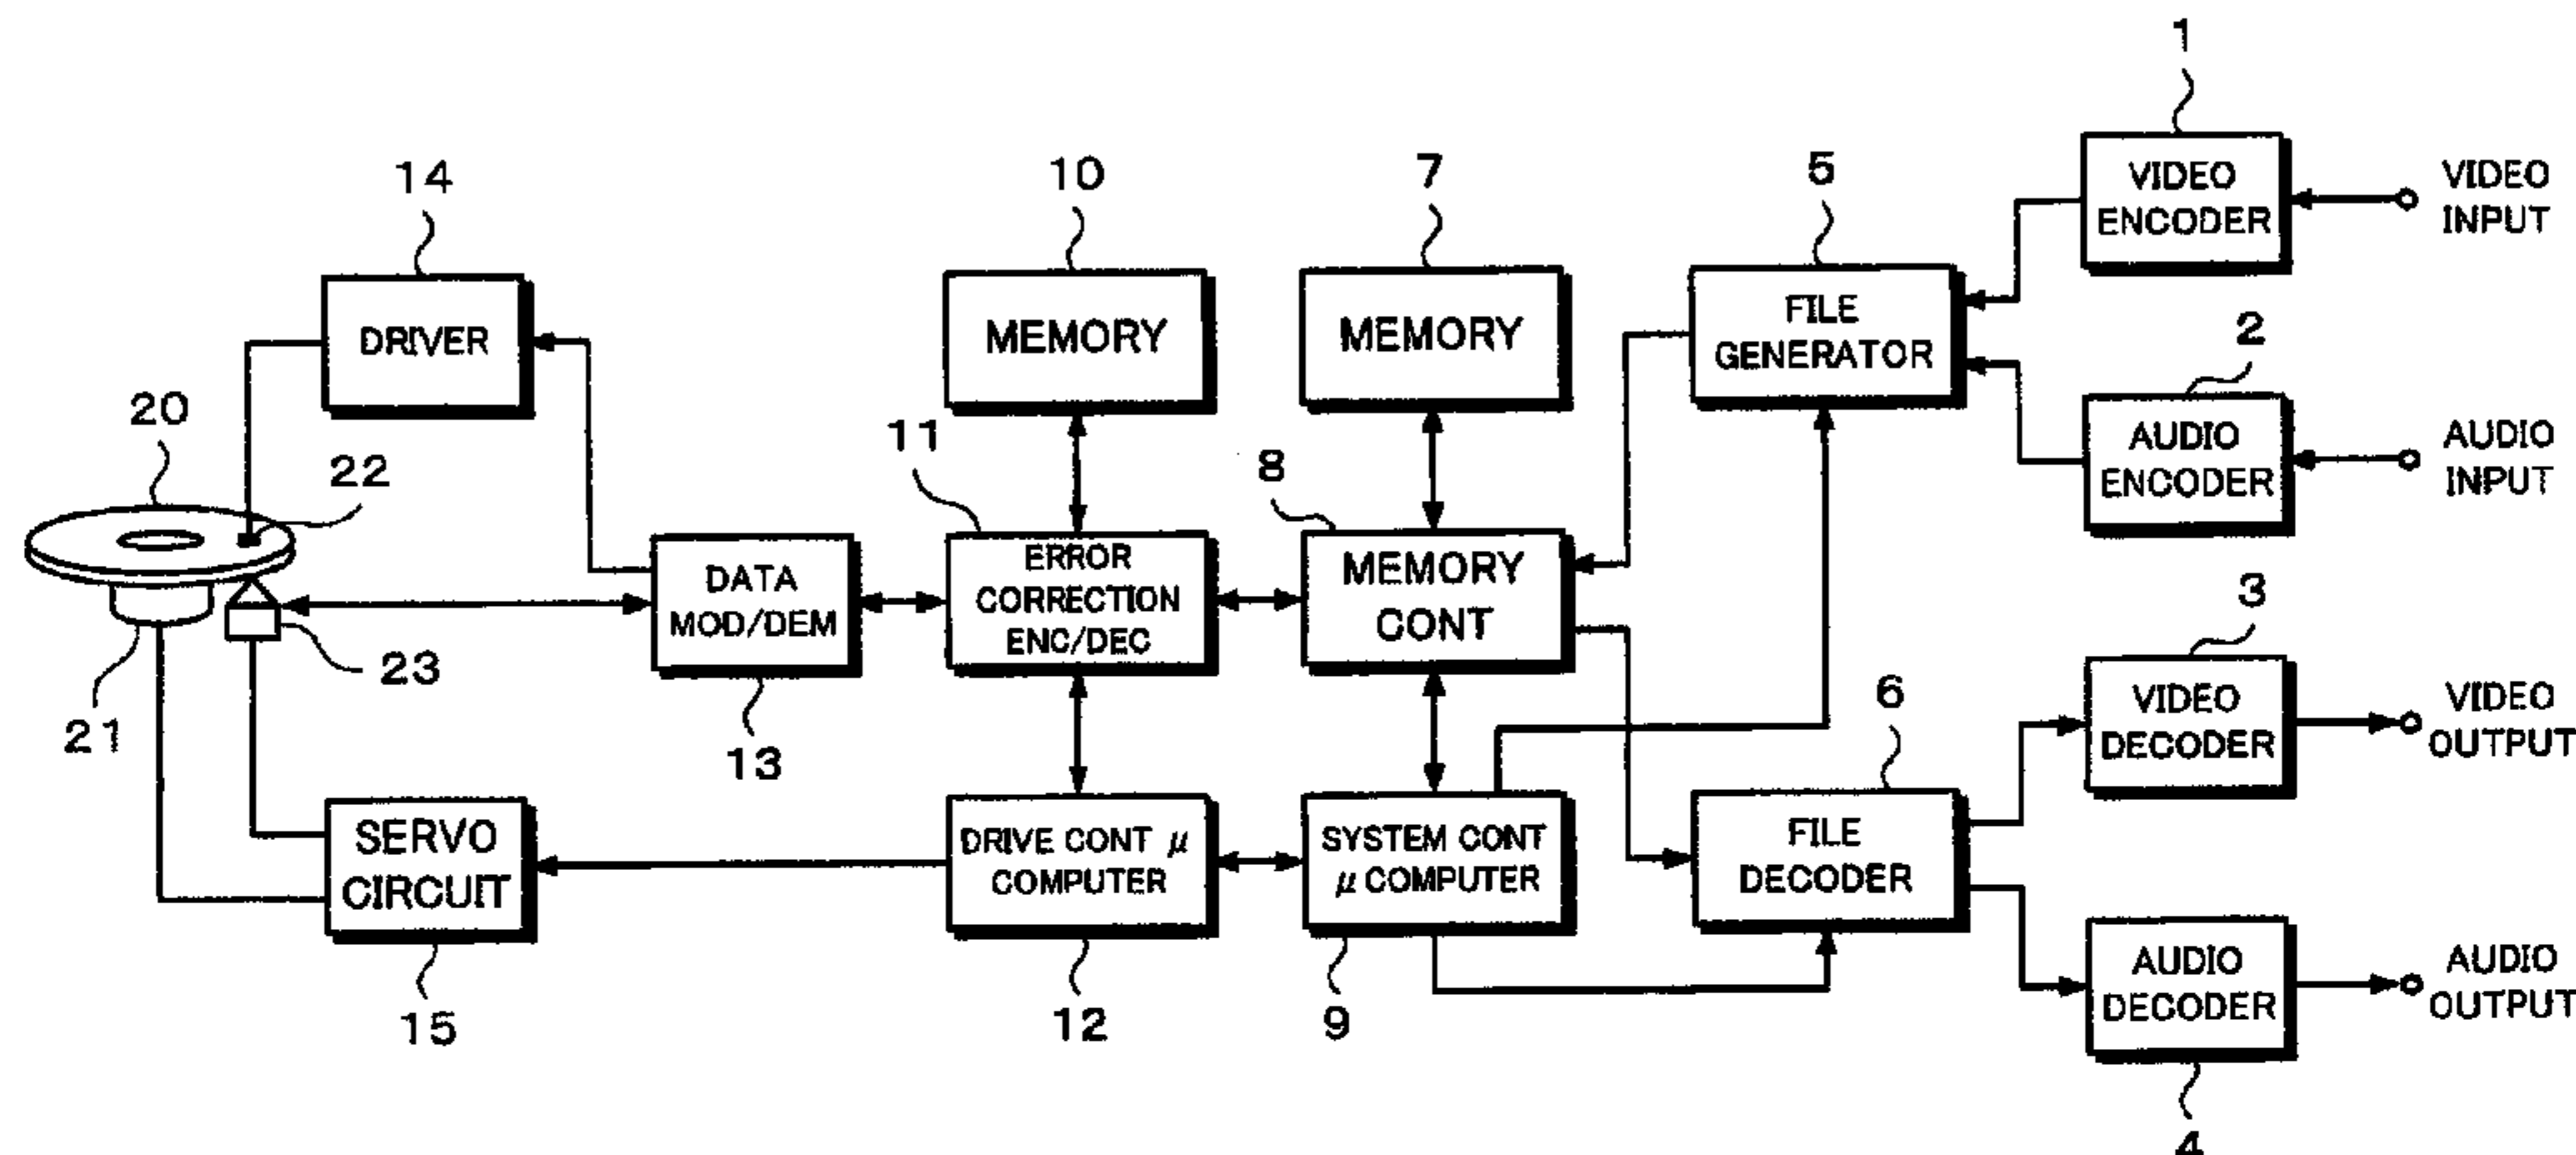 1
VIDEO
ENCODER
VIDEO
INPUT
14
10
7
5
DRIVER
MEMORY
MEMORY
FILE
GENERATOR
2
AUDIO
ENCODER
AUDIO
INPUT
20
22
11
8
DATA
MOD/DEM
ERROR
CORRECTION
ENC/DEC
MEMORY
CONT
21
23
13
6
3
VIDEO
DECODER
VIDEO
OUTPUT
SERVO
CIRCUIT
DRIVE CONT μ
COMPUTER
SYSTEM CONT
μ COMPUTER
FILE
DECODER
15
12
9
AUDIO
DECODER
AUDIO
OUTPUT
4